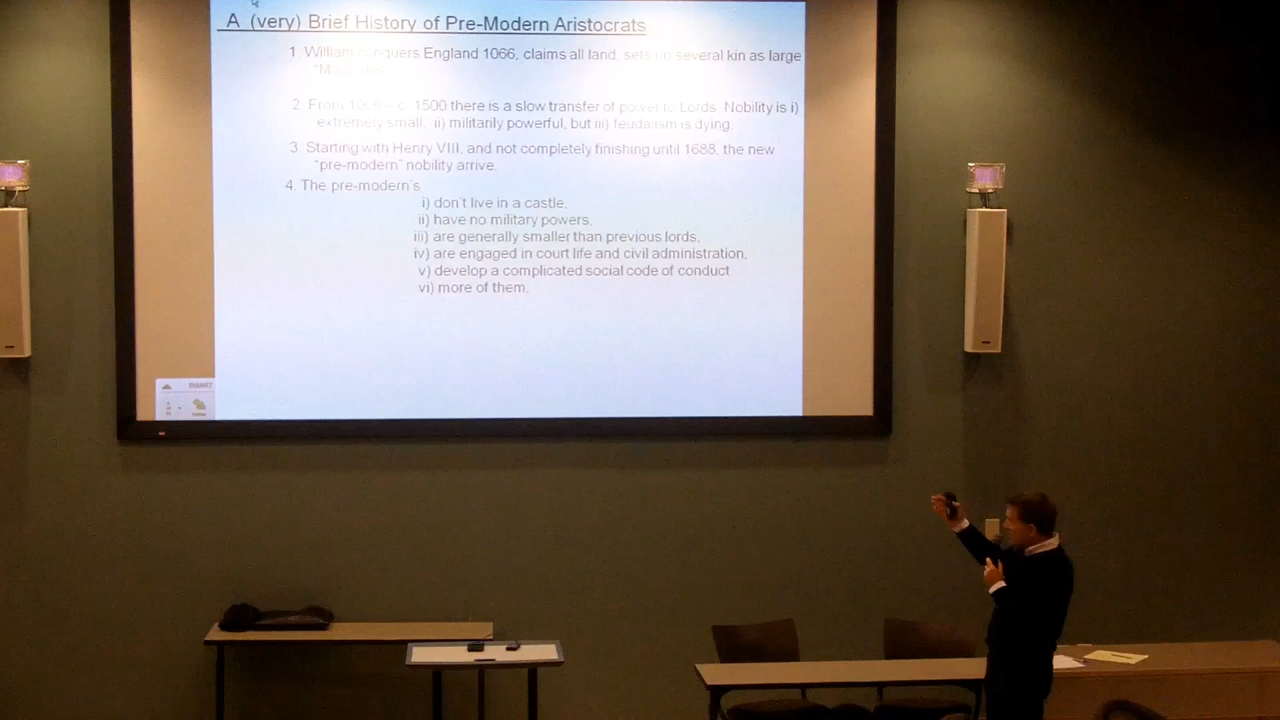 A (very) Brief History of Pre-Modern Aristocrats
1. William conquers England 1066, claims all land, sets up several kin as large
2. From 1066 – c. 1500 there is a slow transfer of power to Lords. Nobility is i)
extremely small, ii) militarily powerful, but iii) feudalism is dying.
3. Starting with Henry VIII, and not completely finishing until 1688, the new
“pre-modern” nobility arrive.
4. The pre-modern’s
i) don’t live in a castle,
ii) have no military powers,
iii) are generally smaller than previous lords,
iv) are engaged in court life and civil administration,
v) develop a complicated social code of conduct
vi) more of them.